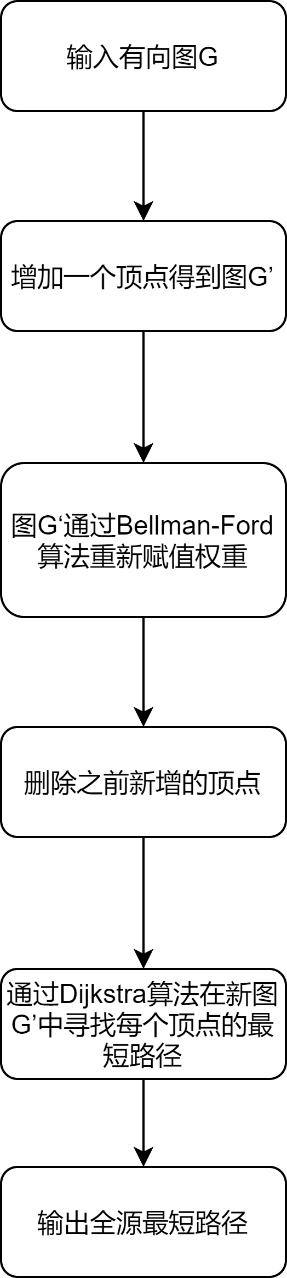 输入有向图G
增加一个顶点得到图G’
图G‘通过Bellman-Ford
算法重新赋值权重
删除之前新增的顶点
通过Dijkstra算法在新图
G’中寻找每个顶点的最
短路径
输出全源最短路径